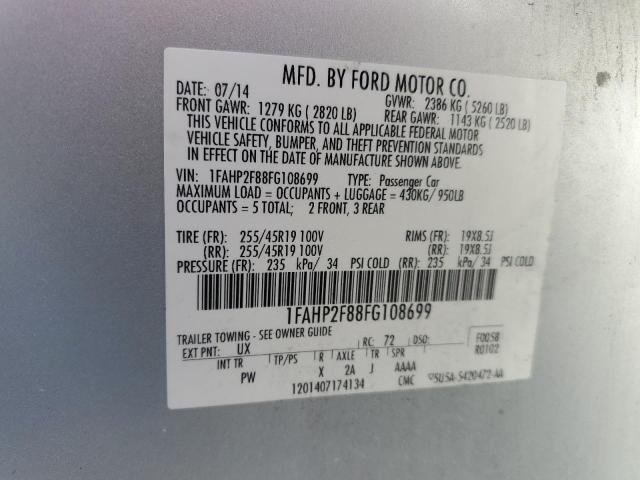 MFD. BY FORD MOTOR CO.
DATE: 07/14 GVWR: 2386 KG ( 5260 LB)
FRONT GAWR: 1279 KG ( 2820 LB) REAR GAWR: 1143 KG ( 2520 LB)
THIS VEHICLE CONFORMS TO ALL APPLICABLE FEDERAL MOTOR
VEHICLE SAFETY, BUMPER, AND THEFT PREVENTION STANDARDS
IN EFFECT ON THE DATE OF MANUFACTURE SHOWN ABOVE.
VIN: 1FAHP2F88FG108699 TYPE: Passenger Car
MAXIMUM LOAD = OCCUPANTS + LUGGAGE = 430KG/ 950LB
OCCUPANTS = 5 TOTAL; 2 FRONT, 3 REAR
TIRE (FR): 255/45R19 100V RIMS (FR): 19X8.5J
(RR): 255/45R19 100V (RR): 19X8.5J
PRESSURE (FR): 235 kPa/ 34 PSI COLD (RR): 235 kPa/ 34 PSI COLD
1FAHP2F88FG108699
TRAILER TOWING - SEE OWNER GUIDE
EXT PNT: UX RC: 72 DSO: F0058
R0102
INT TR TP/PS R AXLE TR SPR
PW X 2A J AAAA
1201407174134 CMC 5U5A-5420472-AA